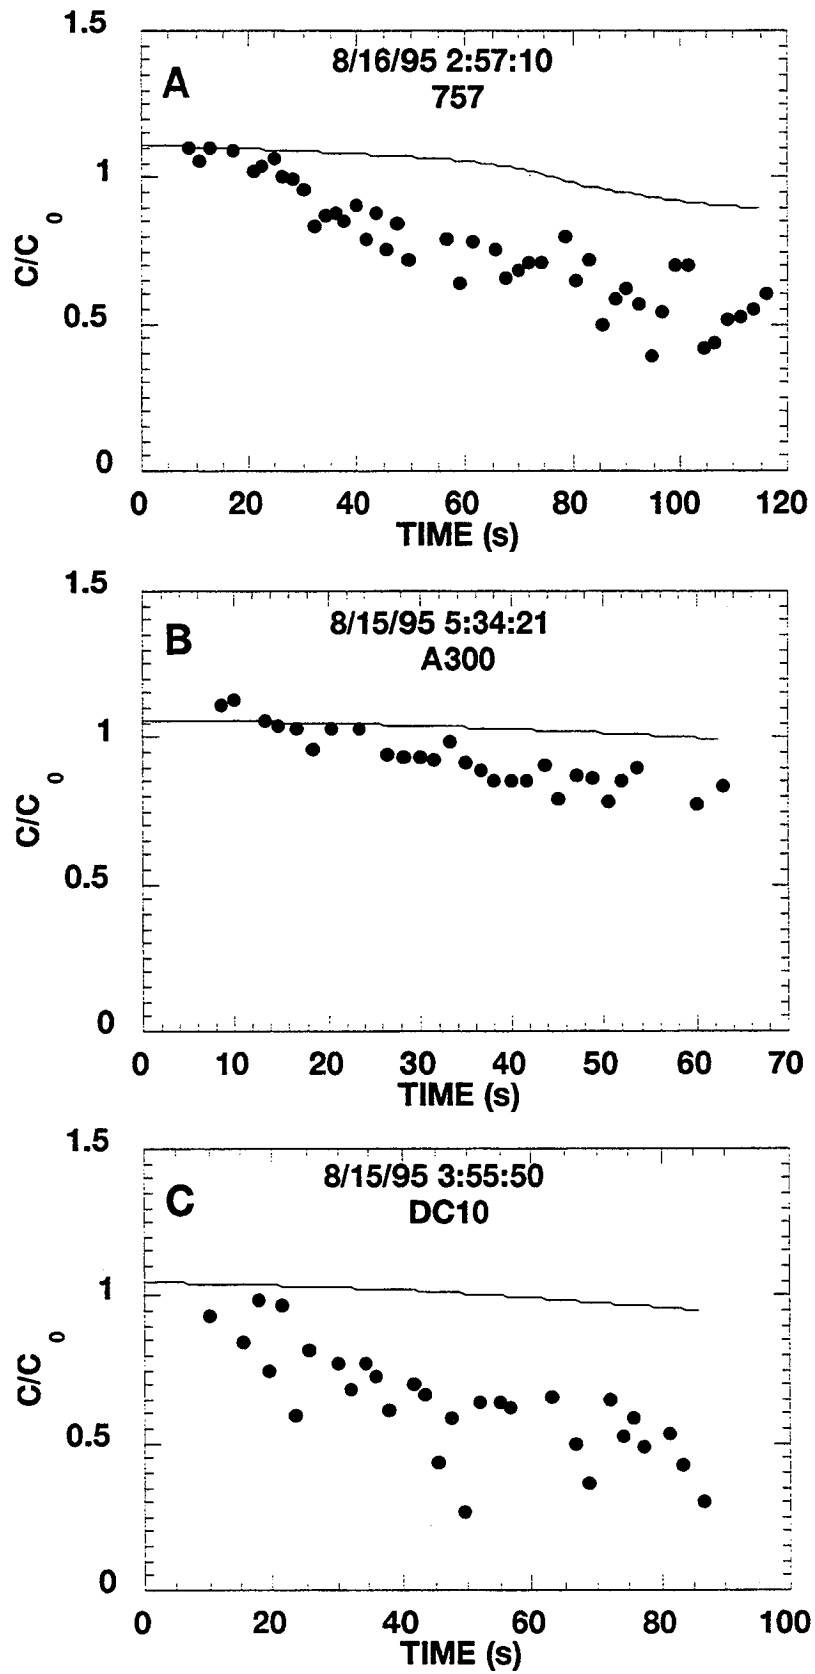 1.5
A
8/16/95 2:57:10
757
1
C/C 0
0.5
0
0 20 40 60 80 100 120
TIME (s)
1.5
B
8/15/95 5:34:21
A300
1
C/C 0
0.5
0
0 10 20 30 40 50 60 70
TIME (s)
1.5
C
8/15/95 3:55:50
DC10
1
C/C 0
0.5
0
0 20 40 60 80 100
TIME (s)